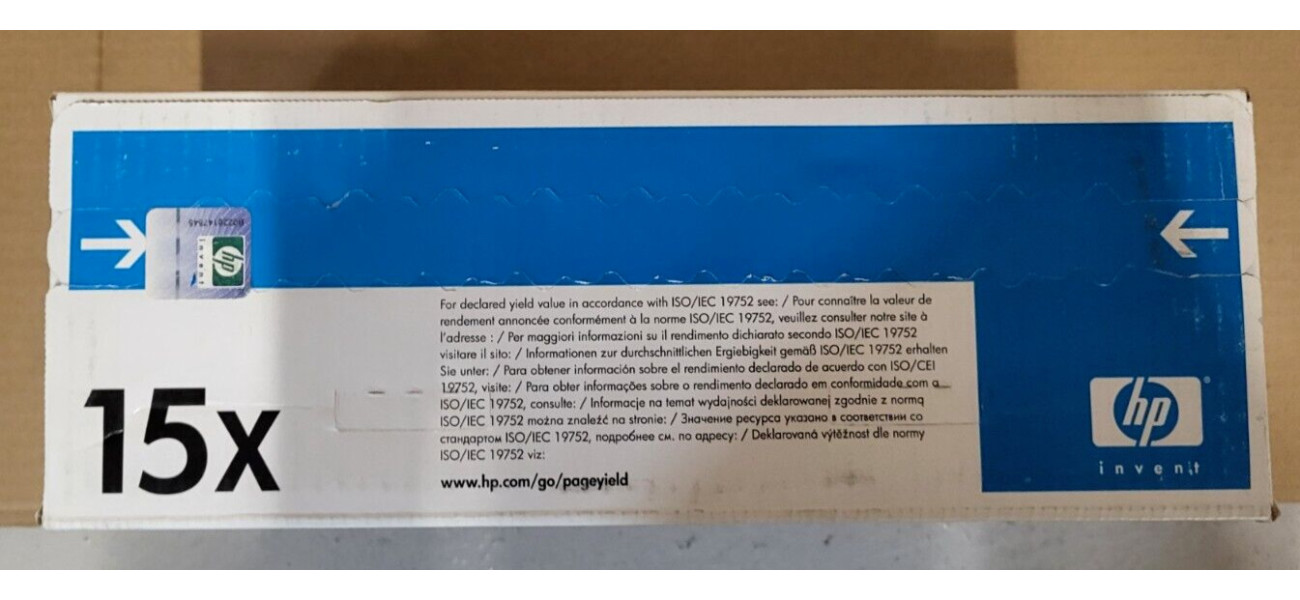 B0220147545
hp
invent
For declared yield value in accordance with ISO/IEC 19752 see: / Pour connaître la valeur de
rendement annoncée conformément à la norme ISO/IEC 19752, veuillez consulter notre site à
l'adresse : / Per maggiori informazioni su il rendimento dichiarato secondo ISO/IEC 19752
visitare il sito: / Informationen zur durchschnittlichen Ergiebigkeit gemäß ISO/IEC 19752 erhalten
Sie unter: / Para obtener información sobre el rendimiento declarado de acuerdo con ISO/CEI
19752, visite: / Para obter informações sobre o rendimento declarado em conformidade com a
ISO/IEC 19752, consulte: / Informacje na temat wydajności deklarowanej zgodnie z normą
ISO/IEC 19752 można znaleźć na stronie: / Значение ресурса указано в соответствии со
стандартом ISO/IEC 19752, подробнее см. по адресу: / Deklarovaná výtěžnost dle normy
ISO/IEC 19752 viz:
www.hp.com/go/pageyield
15x
hp
invent